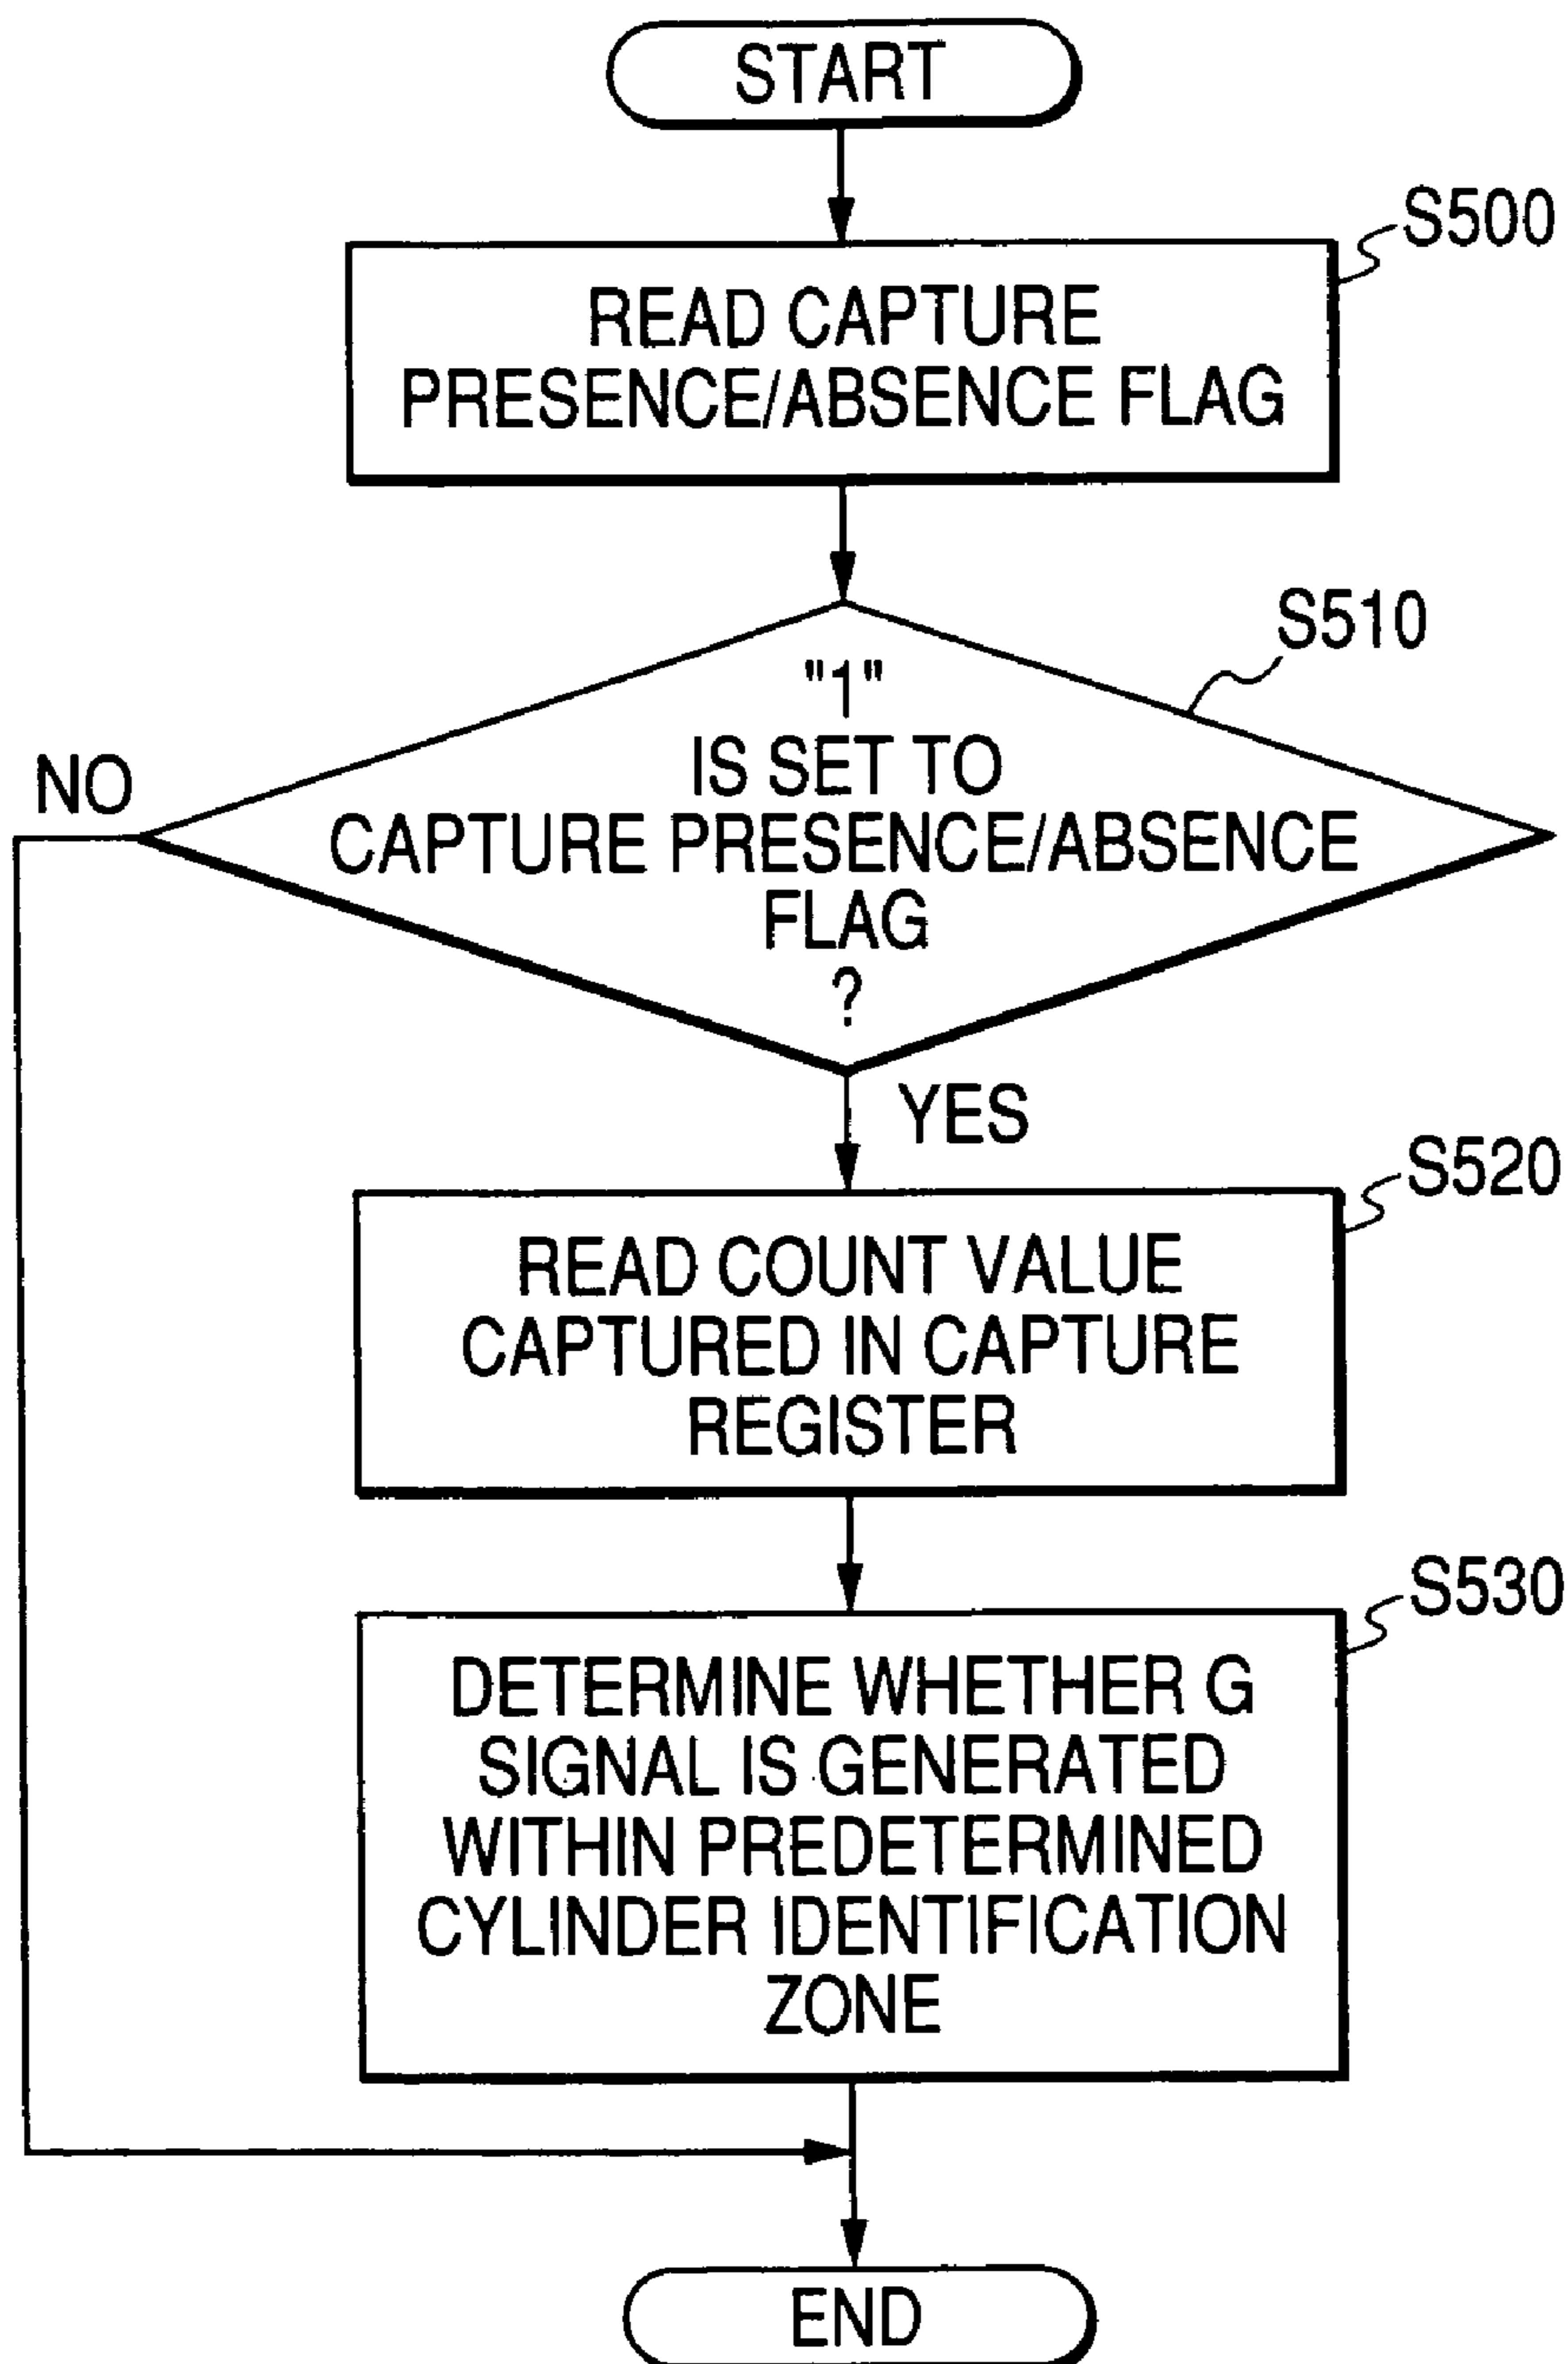 START
S500
READ CAPTURE
PRESENCE/ABSENCE FLAG
S510
"1"
IS SET TO
CAPTURE PRESENCE/ABSENCE
FLAG
?
NO
YES
S520
READ COUNT VALUE
CAPTURED IN CAPTURE
REGISTER
S530
DETERMINE WHETHER G
SIGNAL IS GENERATED
WITHIN PREDETERMINED
CYLINDER IDENTIFICATION
ZONE
END